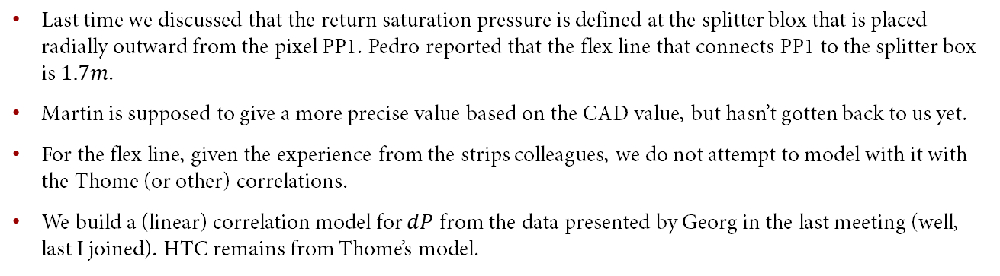 • Last time we discussed that the return saturation pressure is defined at the splitter blox that is placed
radially outward from the pixel PP1. Pedro reported that the flex line that connects PP1 to the splitter box
is 1.7m.
• Martin is supposed to give a more precise value based on the CAD value, but hasn't gotten back to us yet.
• For the flex line, given the experience from the strips colleagues, we do not attempt to model with it with
the Thome (or other) correlations.
• We build a (linear) correlation model for dP from the data presented by Georg in the last meeting (well,
last I joined). HTC remains from Thome's model.